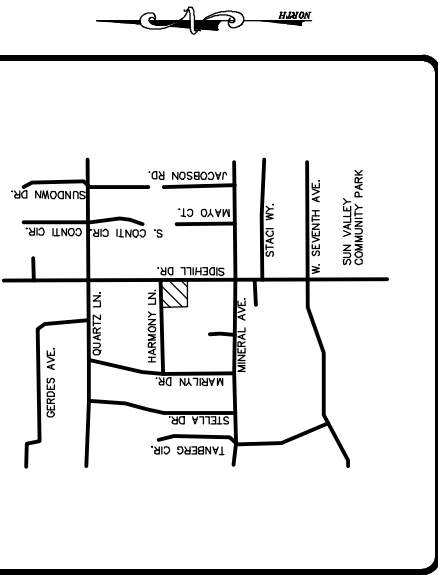 NORTH
JACOBSON RD.
SUNDOWN DR.
MAYO CT.
CONTI CIR.
S. CONTI CIR.
STACI WY.
W. SEVENTH AVE.
SUN VALLEY
COMMUNITY PARK
SIDEHILL DR.
QUARTZ LN.
HARMONY LN.
MINERAL AVE.
GERDES AVE.
MARILYN DR.
STELLA DR.
TANBERG CIR.